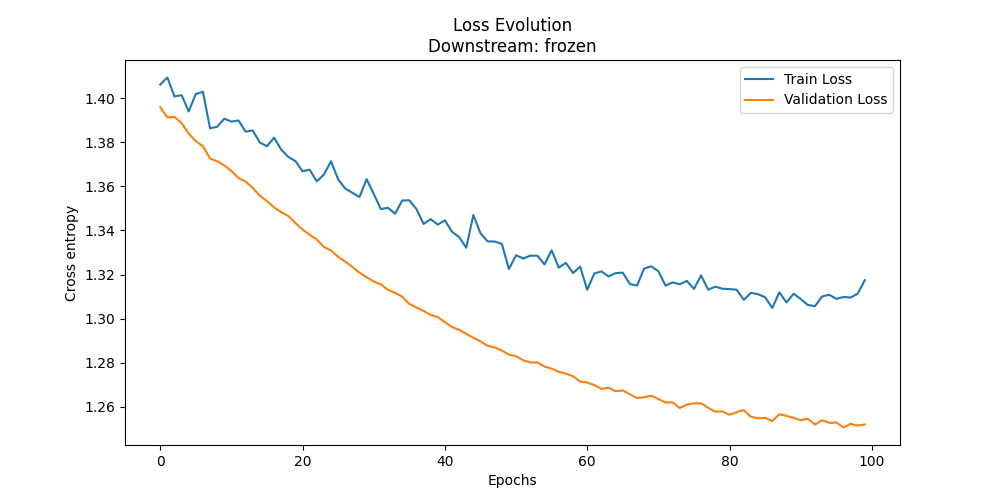 Loss Evolution
Downstream: frozen
Train Loss
Validation Loss
Cross entropy
1.40
1.38
1.36
1.34
1.32
1.30
1.28
1.26
0 20 40 60 80 100
Epochs